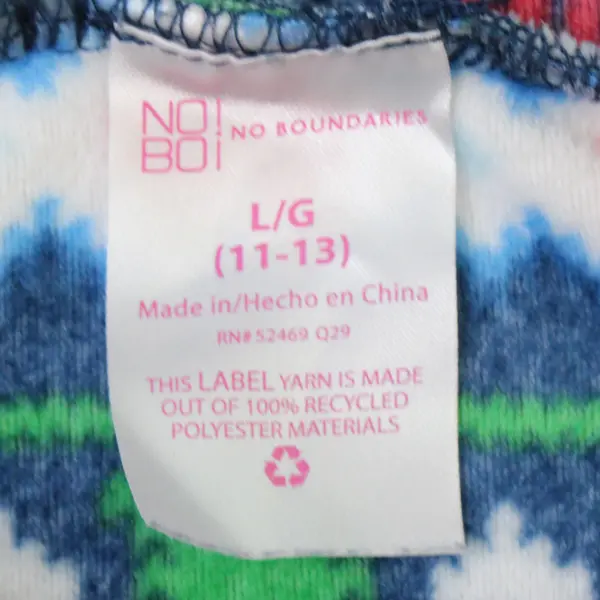 NO!
BO!
NO BOUNDARIES
L/G
(11-13)
Made in/Hecho en China
RN# 52469 Q29
THIS LABEL YARN IS MADE
OUT OF 100% RECYCLED
POLYESTER MATERIALS